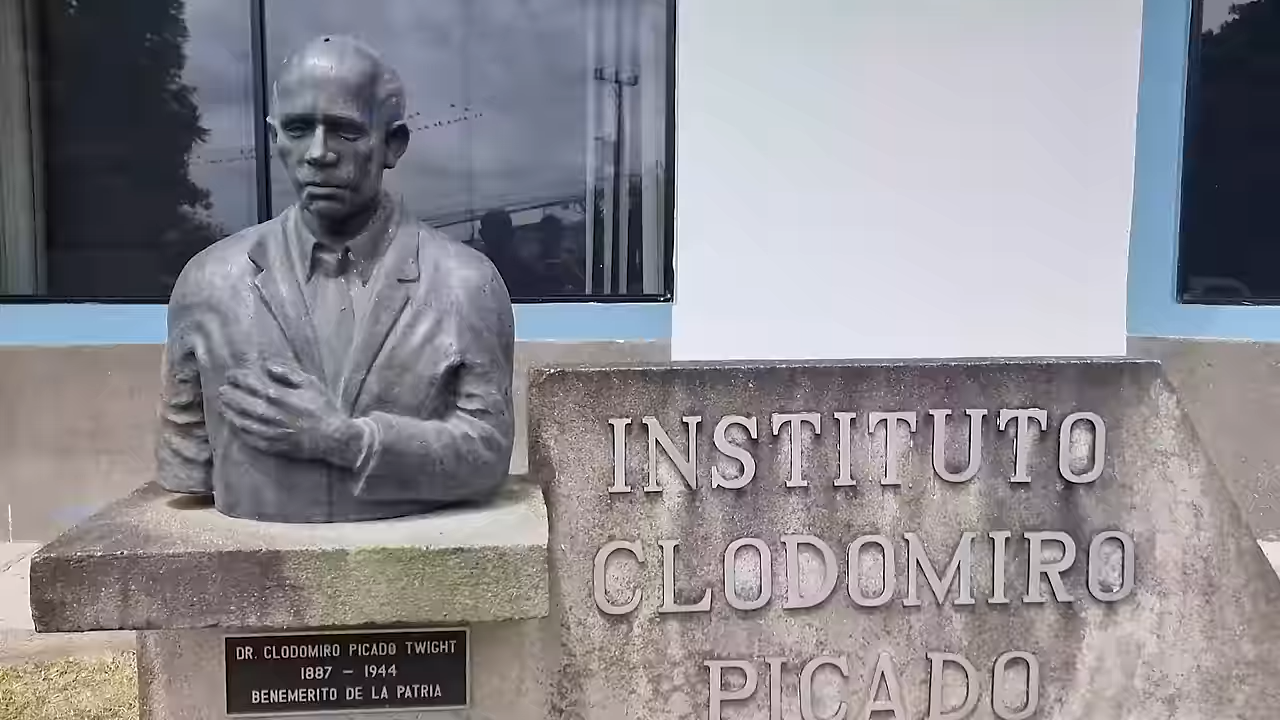 INSTITUTO
CLODOMIRO
PICADO
DR. CLODOMIRO PICADO TWIGHT
1887 – 1944
BENEMERITO DE LA PATRIA